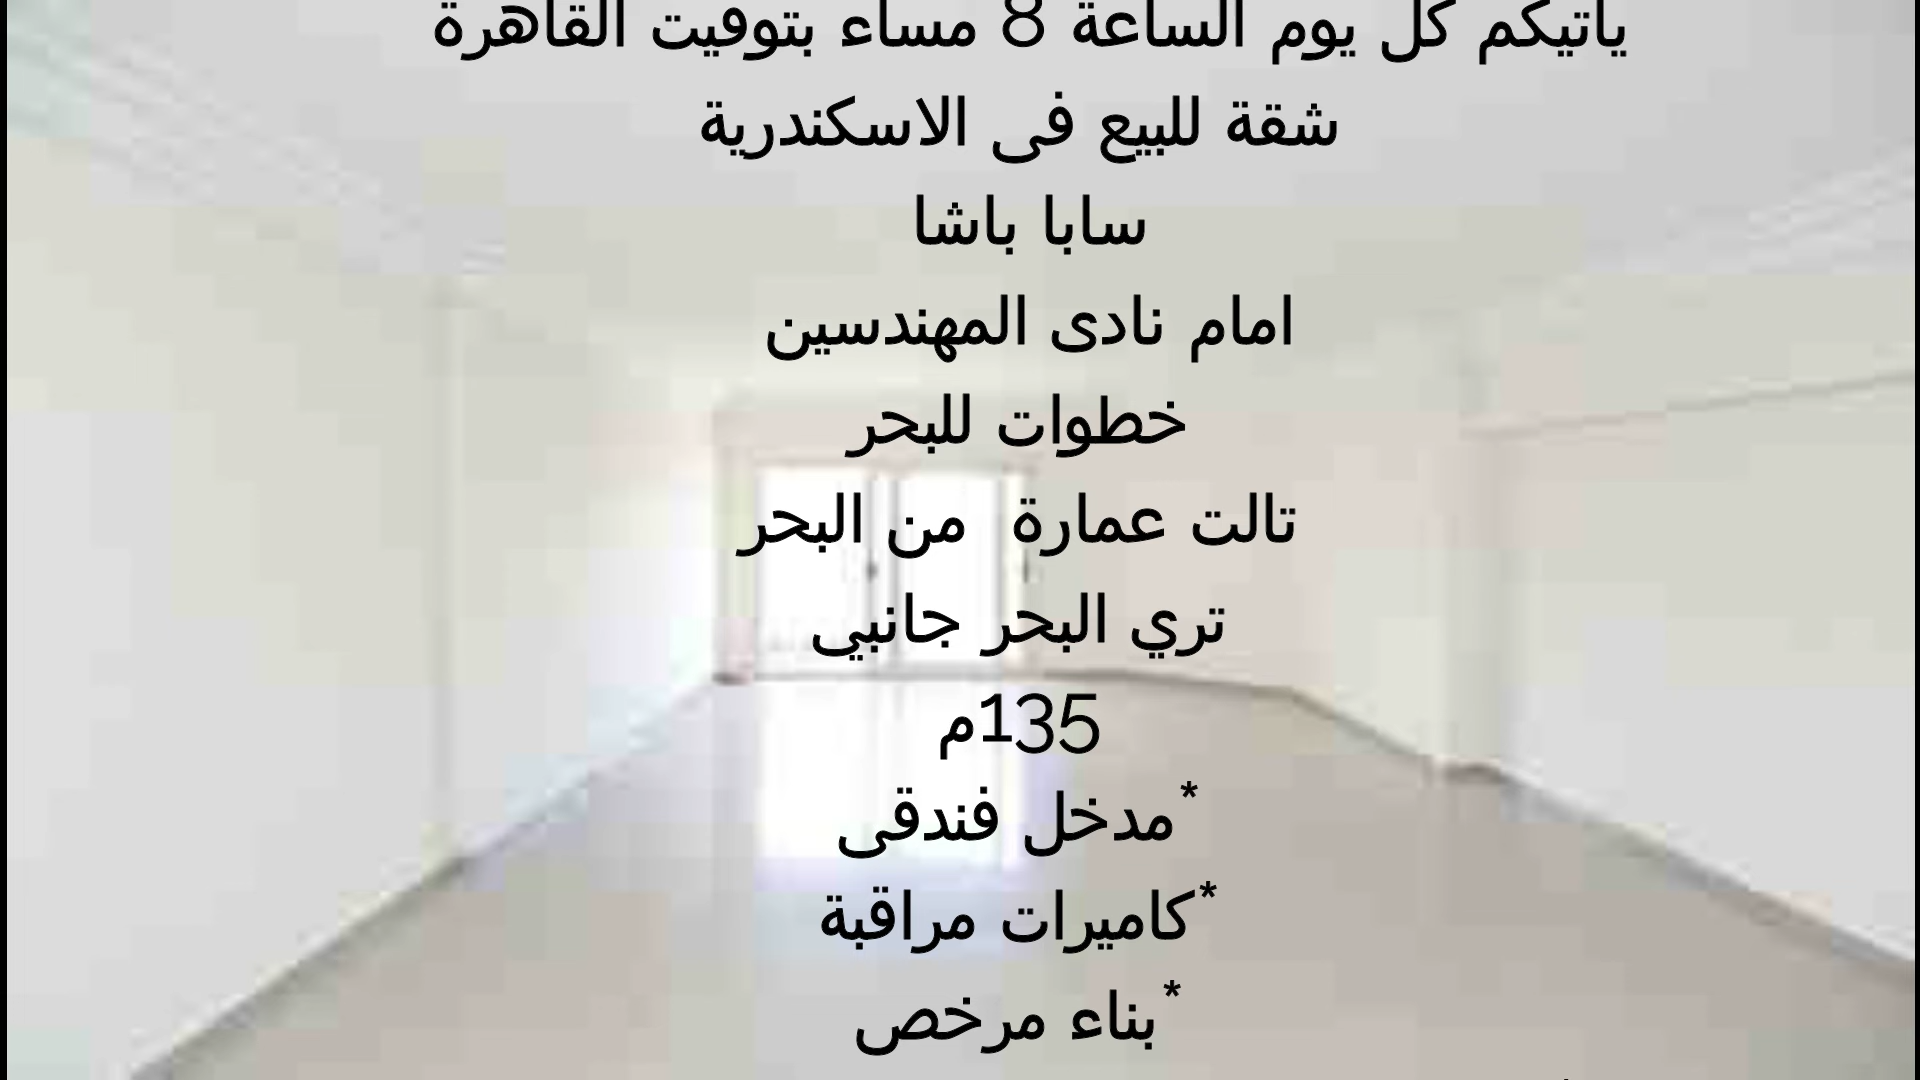 ياتيكم كل يوم الساعة 8 مساء بتوقيت القاهرة
شقة للبيع فى الاسكندرية
سابا باشا
امام نادى المهندسين
خطوات للبحر
تالت عمارة من البحر
تري البحر جانبيى
135م
*مدخل فندقى
*كاميرات مراقبة
*بناء مرخص